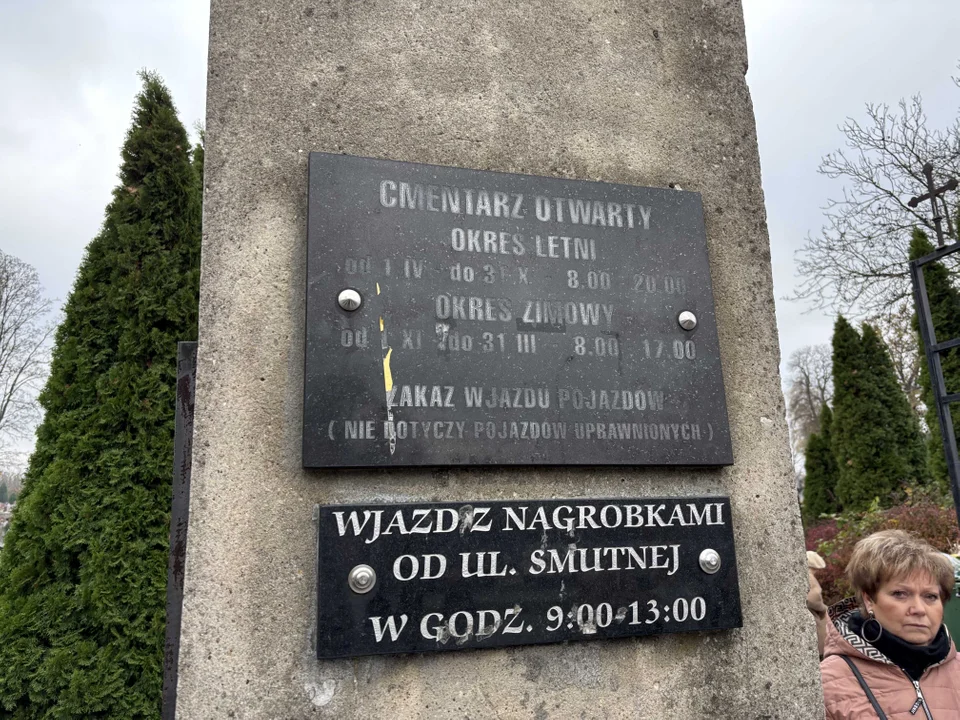 CMENTARZ OTWARTY
OKRES LETNI
od 1 IV do 31 X 8.00 20.00
OKRES ZIMOWY
od 1 XI do 31 III 8.00 17.00
ZAKAZ WJAZDU POJAZDÓW
( NIE DOTYCZY POJAZDÓW UPRAWNIONYCH )
WJAZD Z NAGROBKAMI
OD UL. SMUTNEJ
W GODZ. 9:00-13:00